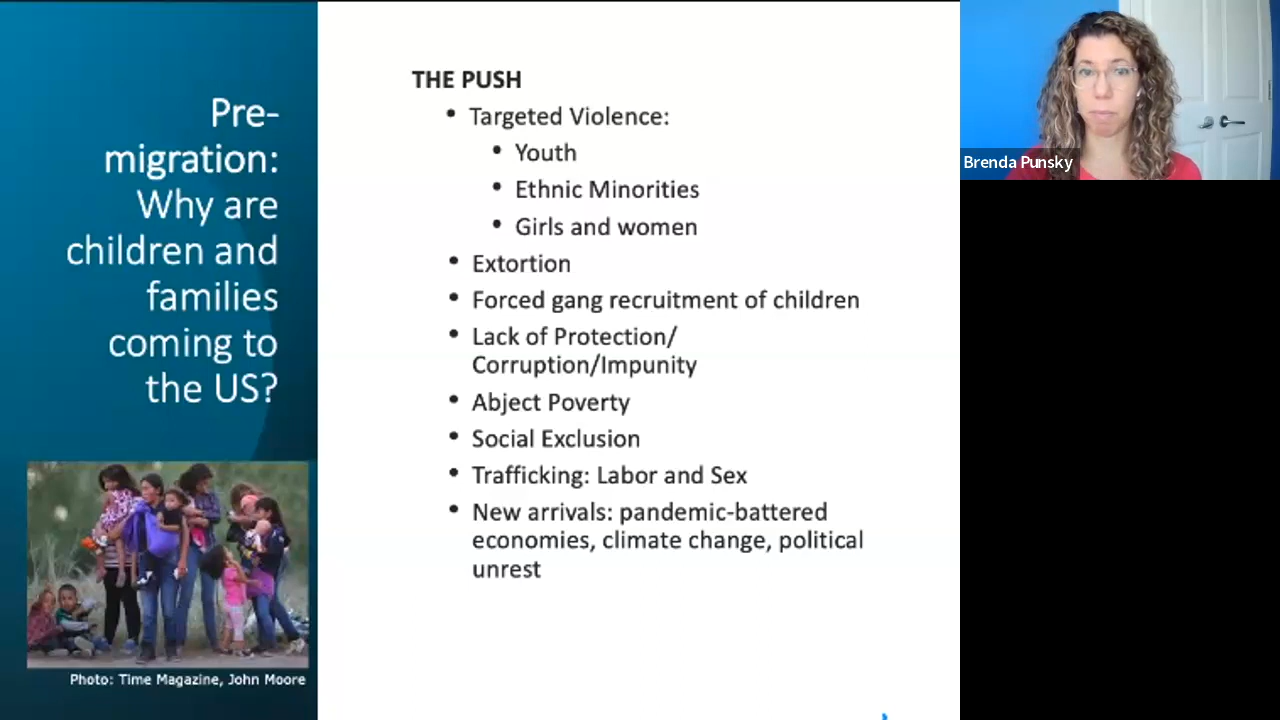 Pre-
migration:
Why are
children and
families
coming to
the US?
Photo: Time Magazine, John Moore
THE PUSH
• Targeted Violence:
• Youth
• Ethnic Minorities
• Girls and women
• Extortion
• Forced gang recruitment of children
• Lack of Protection/
Corruption/Impunity
• Abject Poverty
• Social Exclusion
• Trafficking: Labor and Sex
• New arrivals: pandemic-battered
economies, climate change, political
unrest
Brenda Punsky